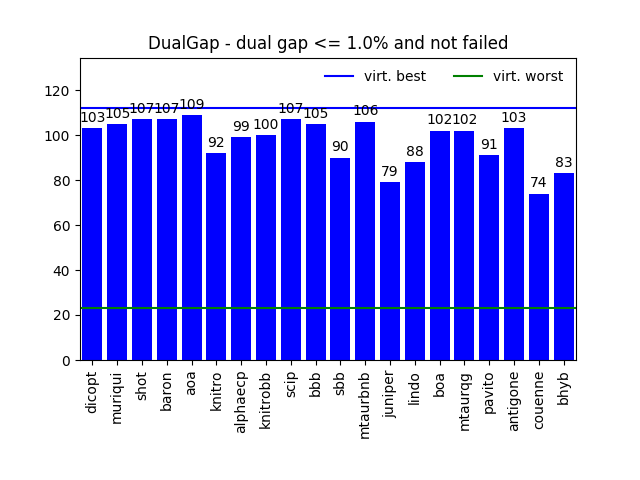 DualGap - dual gap <= 1.0% and not failed
virt. best virt. worst
120
100
80
60
40
20
0
103 105 107 107 109 92 99 100 107 105 90 106 79 88 102 102 91 103 74 83
dicopt muriqui shot baron aoa knitro alphaecp knitrobb scip bbb sbb mtaurbnb juniper lindo boa mtaurqg pavito antigone couenne bhyb